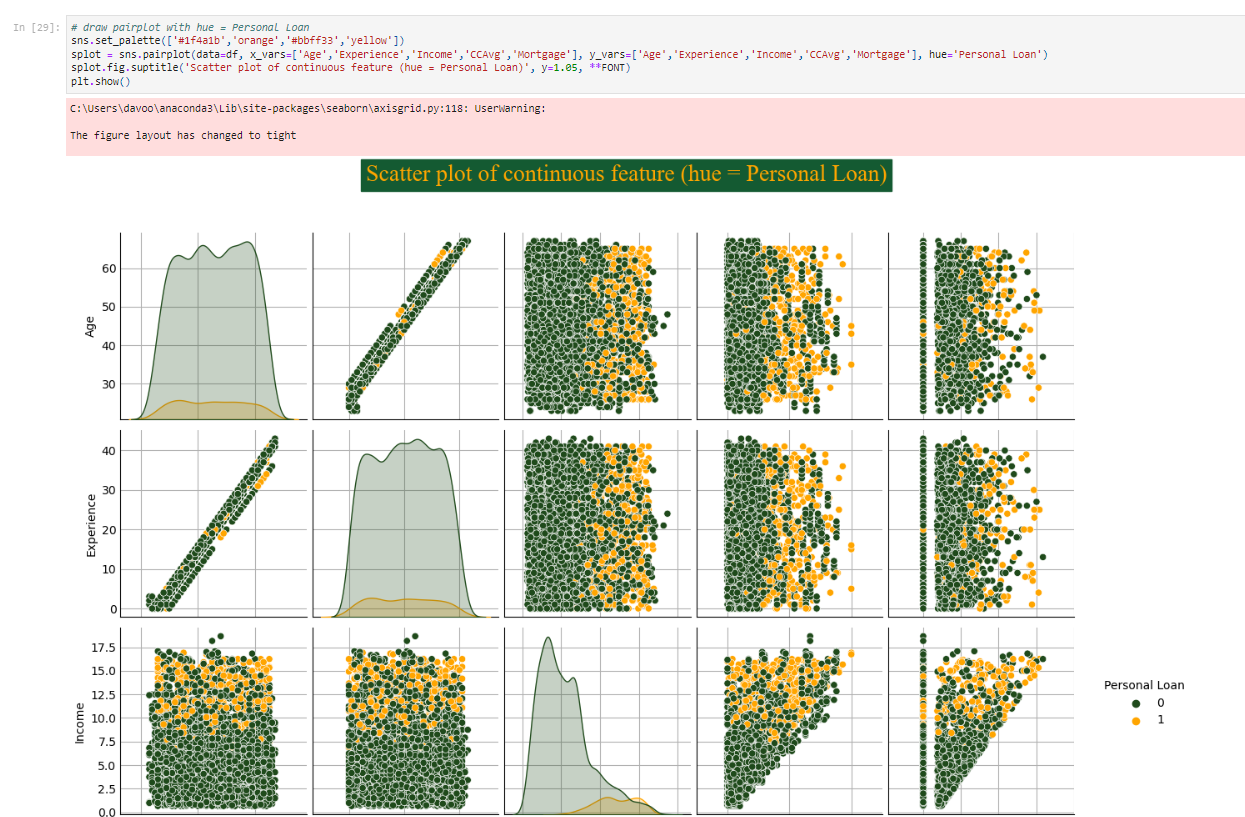 In [29]:
# draw pairplot with hue = Personal Loan
sns.set_palette(['#1f4a1b','orange','#bbff33','yellow'])
splot = sns.pairplot(data=df, x_vars=['Age','Experience','Income','CCAvg','Mortgage'], y_vars=['Age','Experience','Income','CCAvg','Mortgage'], hue='Personal Loan')
splot.fig.suptitle('Scatter plot of continuous feature (hue = Personal Loan)', y=1.05, **FONT)
plt.show()
C:\Users\davoo\anaconda3\Lib\site-packages\seaborn\axisgrid.py:118: UserWarning:
The figure layout has changed to tight
Scatter plot of continuous feature (hue = Personal Loan)
Age
60
50
40
30
Experience
40
30
20
10
0
Income
17.5
15.0
12.5
10.0
7.5
5.0
2.5
0.0
Personal Loan
0
1